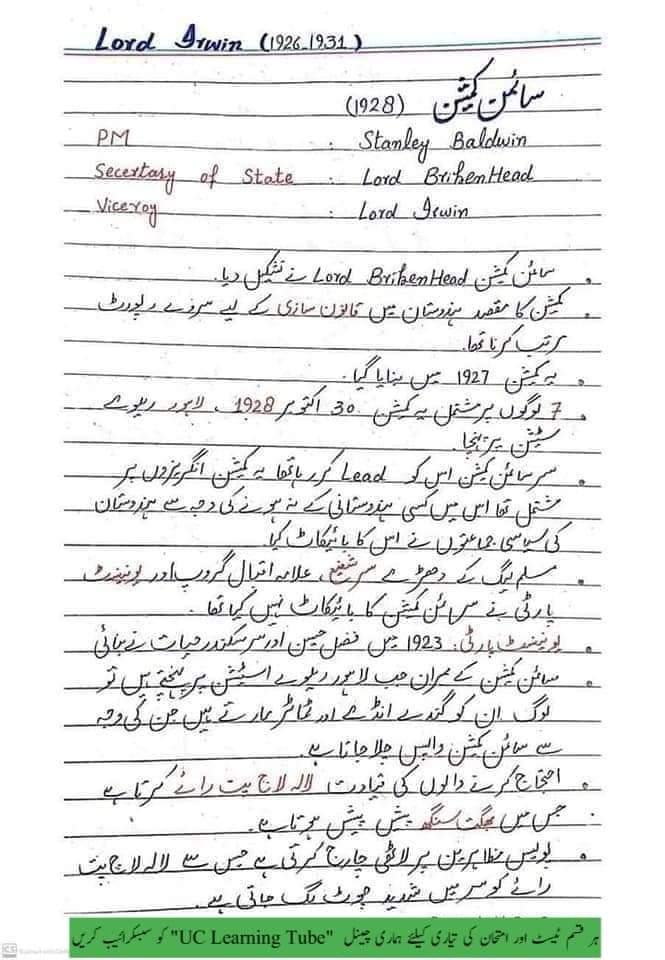 Lord Irwin (1926_1931)
سائمن کمیشن (1928)
PM : Stanley Baldwin
Secertasy of State : Lord BrikenHead
Viceroy : Lord Irwin
سائمن کمیشن Lord BrikenHead نے تشکیل دیا۔
کمیشن کا مقصد ہندوستان میں قانون سازی کے لیے سروے رپورٹ
مرتب کرنا تھا۔
یہ کمیشن 1927 میں بنایا گیا۔
7 لوگوں پر مشتمل یہ کمیشن 30 اکتوبر 1928، لاہور ریلوے
سٹیشن پر پہنچا۔
سر سائمن کمیشن اس کو Lead کر رہا تھا یہ کمیشن انگریزوں پر
مشتمل تھا اس میں کسی ہندوستانی کے نہ ہونے کی وجہ سے ہندوستان
کی سیاسی جماعتوں نے اس کا بائیکاٹ کیا
مسلم لیگ کے دھڑے سر شفیع، علامہ اقبال گروپ اور یونینسٹ
پارٹی نے سائمن کمیشن کا بائیکاٹ نہیں کیا تھا۔
یونینسٹ پارٹی: 1923 میں فضل حسین اور سر سکندر حیات نے بنائی
سائمن کمیشن کے ممبران جب لاہور ریلوے اسٹیشن پر پہنچتے ہیں تو
لوگ ان کو گندے انڈے اور ٹماٹر مارتے ہیں جن کی وجہ
سے سائمن کمیشن واپس چلا جاتا ہے۔
احتجاج کرنے والوں کی قیادت لالہ لاج پت رائے کرتا ہے
جس میں بھگت سنگھ پیش پیش ہوتا ہے۔
پولیس مظاہرین پر لاٹھی چارج کرتی ہے جس سے لالہ لاج پت
رائے کو سر میں شدید چوٹ لگ جاتی ہے۔
ہر قسم ٹیسٹ اور امتحان کی تیاری کیلئے ہماری چینل "UC Learning Tube" کو سبسکرائیب کریں
CS